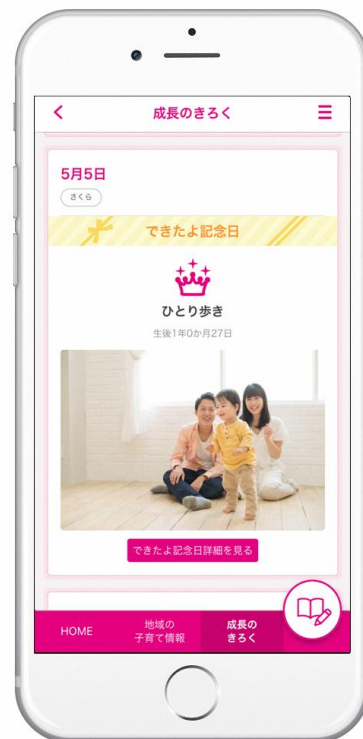 成長のきろく
5月5日
さくら
できたよ記念日
ひとり歩き
生後1年0か月27日
できたよ記念日詳細を見る
HOME
地域の
子育て情報
成長の
きろく